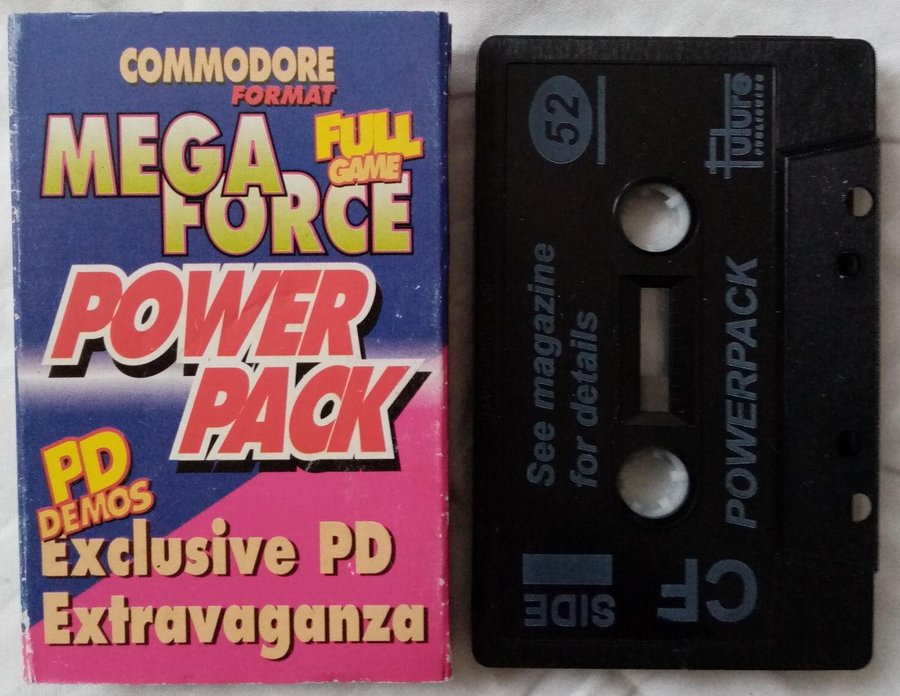 COMMODORE
FORMAT
MEGA
FORCE
FULL
GAME
POWER
PACK
PD
DEMOS
Exclusive PD
Extravaganza
52
future
PUBLISHING
See magazine
for details
POWERPACK
SIDE
CF